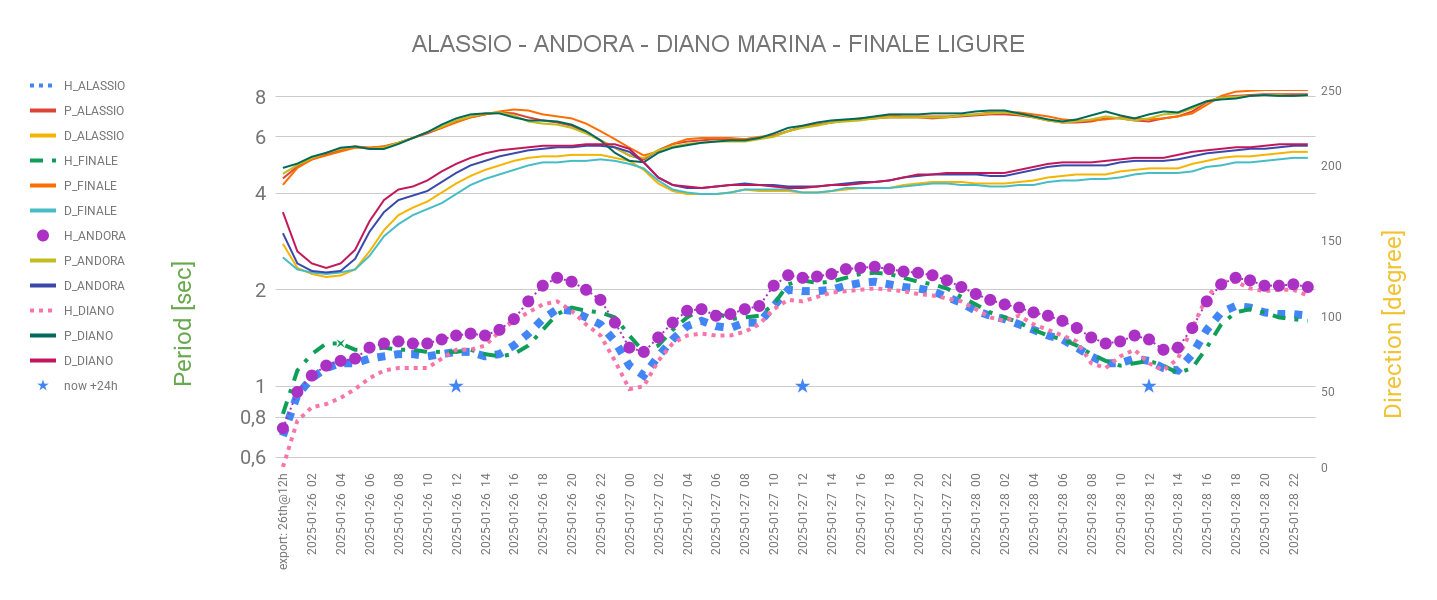 ALASSIO - ANDORA - DIANO MARINA - FINALE LIGURE
H_ALASSIO
P_ALASSIO
D_ALASSIO
H_FINALE
P_FINALE
D_FINALE
H_ANDORA
P_ANDORA
D_ANDORA
H_DIANO
P_DIANO
D_DIANO
now +24h
Period [sec]
8
6
4
2
1
0,8
0,6
250
200
150
100
50
0
Direction [degree]
export: 26th@12h
2025-01-26 02
2025-01-26 04
2025-01-26 06
2025-01-26 08
2025-01-26 10
2025-01-26 12
2025-01-26 14
2025-01-26 16
2025-01-26 18
2025-01-26 20
2025-01-26 22
2025-01-27 00
2025-01-27 02
2025-01-27 04
2025-01-27 06
2025-01-27 08
2025-01-27 10
2025-01-27 12
2025-01-27 14
2025-01-27 16
2025-01-27 18
2025-01-27 20
2025-01-27 22
2025-01-28 00
2025-01-28 02
2025-01-28 04
2025-01-28 06
2025-01-28 08
2025-01-28 10
2025-01-28 12
2025-01-28 14
2025-01-28 16
2025-01-28 18
2025-01-28 20
2025-01-28 22